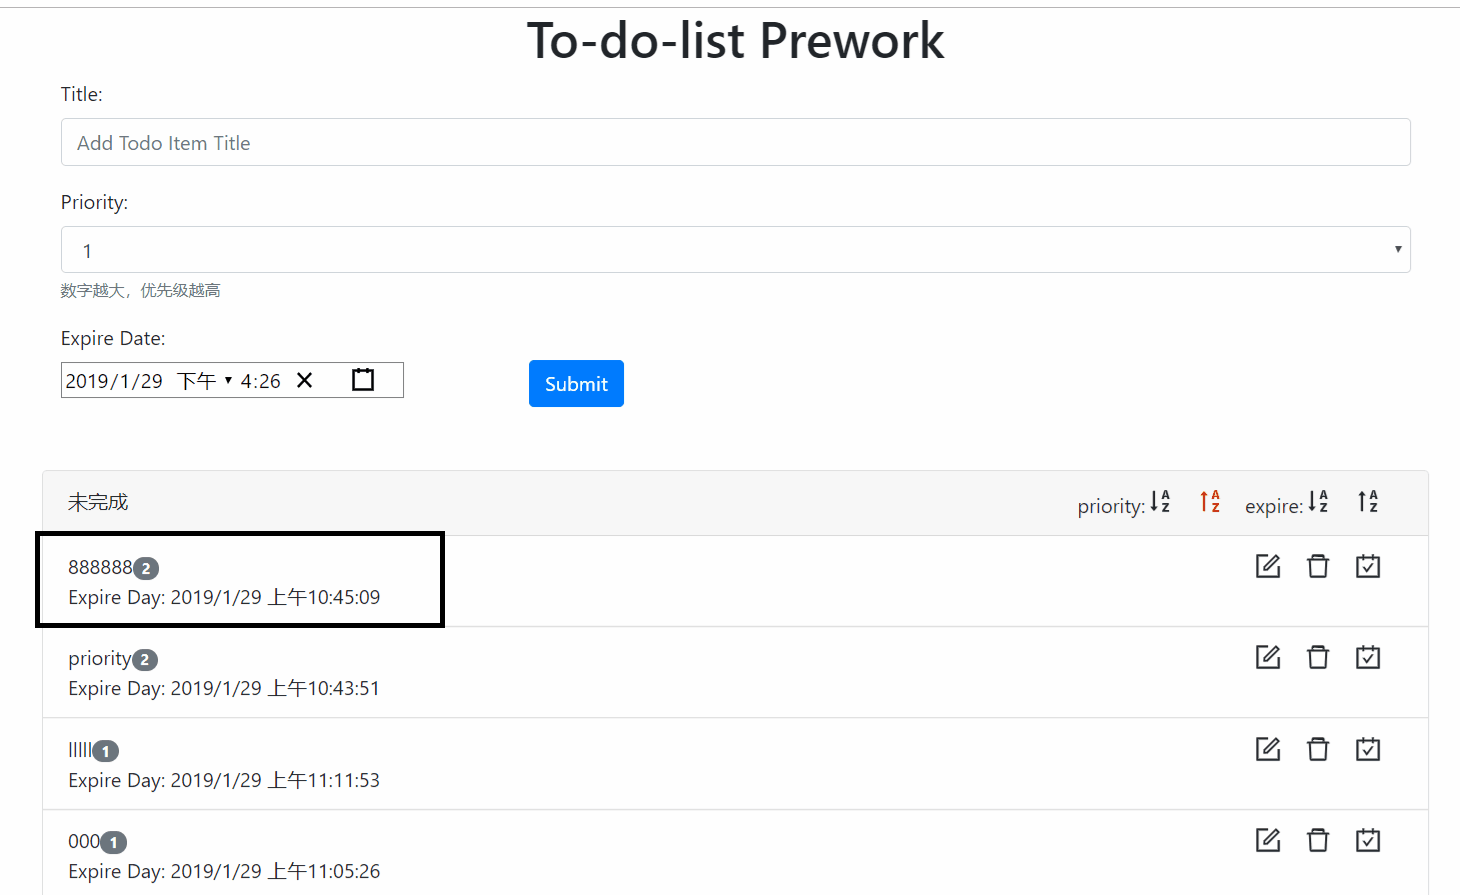 To-do-list Prework
Title:
Add Todo Item Title
Priority:
1
数字越大，优先级越高
Expire Date:
2019/1/29 下午 4:26
Submit
未完成 priority: AZ AZ expire: AZ AZ
888888 2
Expire Day: 2019/1/29 上午10:45:09
priority 2
Expire Day: 2019/1/29 上午10:43:51
lllll 1
Expire Day: 2019/1/29 上午11:11:53
000 1
Expire Day: 2019/1/29 上午11:05:26